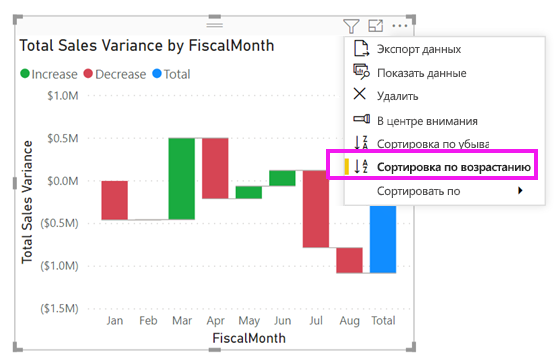 Total Sales Variance by FiscalMonth
Increase Decrease Total
Экспорт данных
Показать данные
Удалить
В центре внимания
Сортировка по убыва
Сортировка по возрастанию
Сортировать по
Total Sales Variance
$1.0M
$0.5M
$0.0M
($0.5M)
($1.0M)
($1.5M)
Jan Feb Mar Apr May Jun Jul Aug Total
FiscalMonth